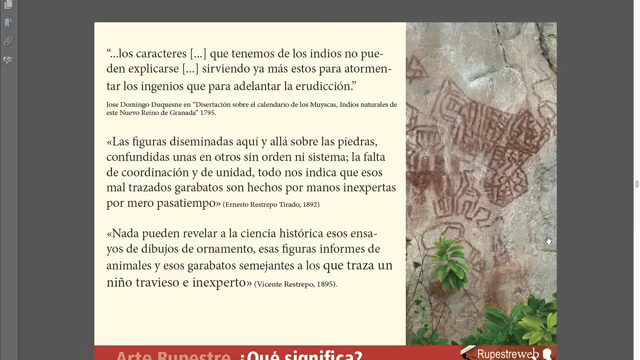 “...los caracteres [...] que tenemos de los indios no pue-
den explicarse [...] sirviendo ya más estos para atormen-
tar los ingenios que para adelantar la erudicción.”
Jose Domingo Duquesne en “Disertación sobre el calendario de los Muyscas, Indios naturales de
este Nuevo Reino de Granada” 1795.
«Las figuras diseminadas aquí y allá sobre las piedras,
confundidas unas en otros sin orden ni sistema; la falta
de coordinación y de unidad, todo nos indica que esos
mal trazados garabatos son hechos por manos inexpertas
por mero pasatiempo» (Ernesto Restrepo Tirado, 1892)
«Nada pueden revelar a la ciencia histórica esos ensa-
yos de dibujos de ornamento, esas figuras informes de
animales y esos garabatos semejantes a los que traza un
niño travieso e inexperto» (Vicente Restrepo, 1895).
Arte Rupestre ¿Qué significa?
Rupestreweb